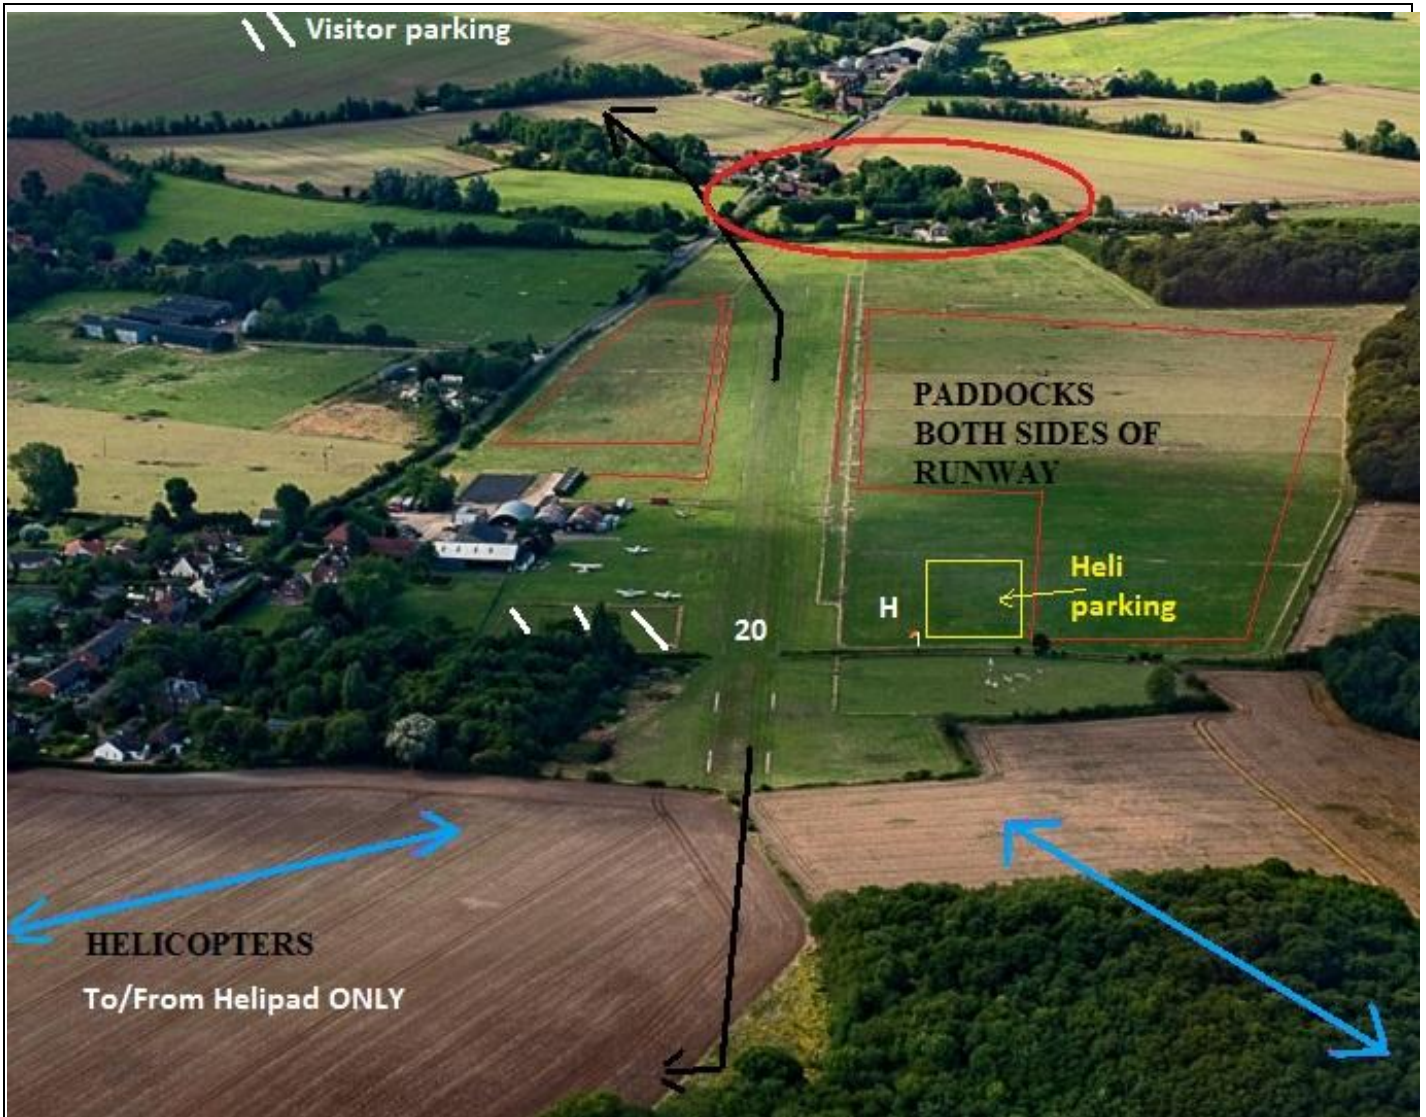 Visitor parking
PADDOCKS
BOTH SIDES OF
RUNWAY
Heli
parking
H
20
HELICOPTERS
To/From Helipad ONLY